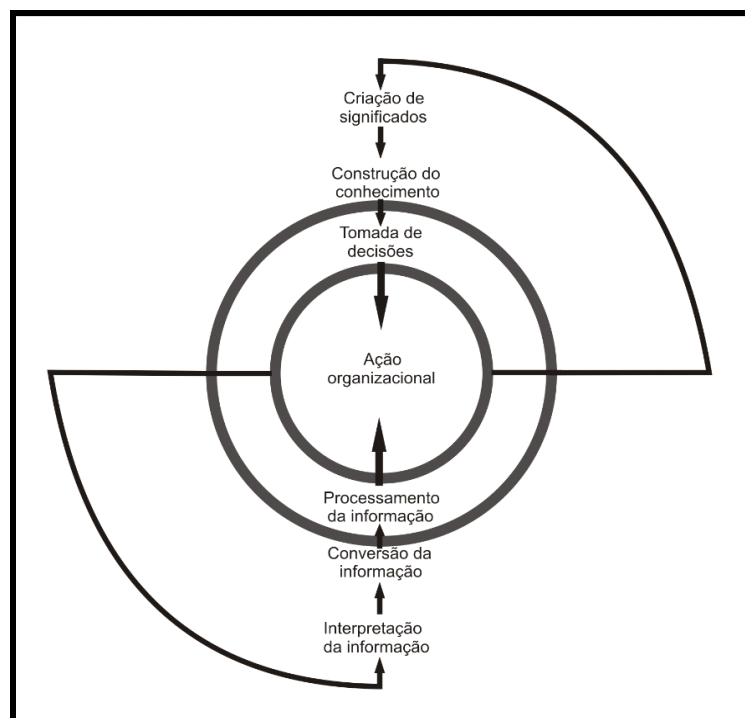 Criação de
significados
Construção do
conhecimento
Tomada de
decisões
Ação
organizacional
Processamento
da informação
Conversão da
informação
Interpretação
da informação